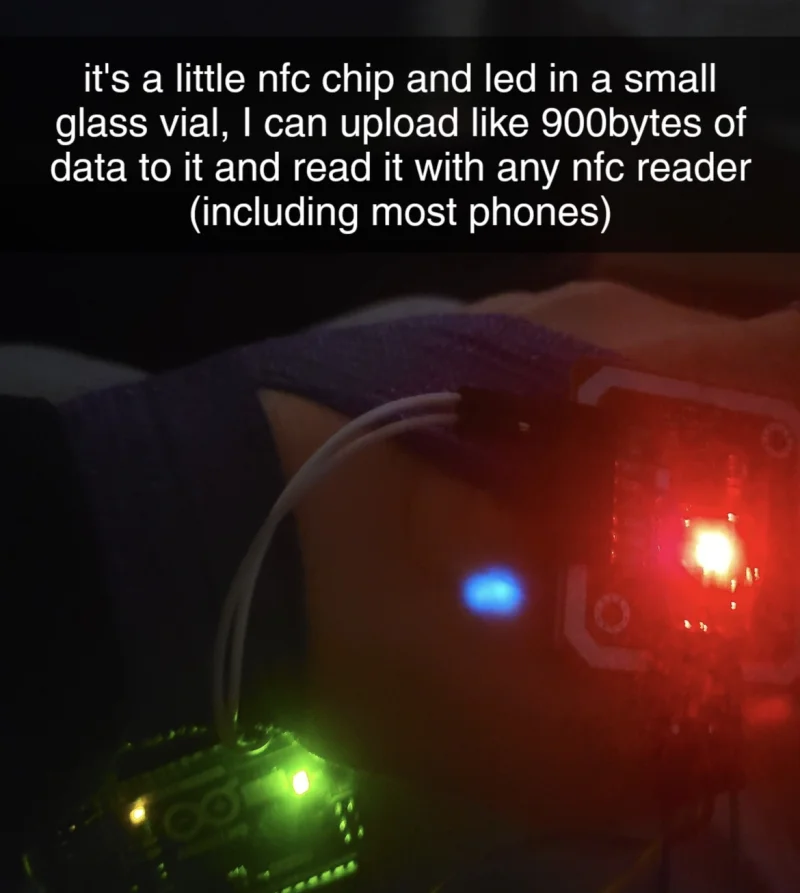 it's a little nfc chip and led in a small
glass vial, I can upload like 900bytes of
data to it and read it with any nfc reader
(including most phones)